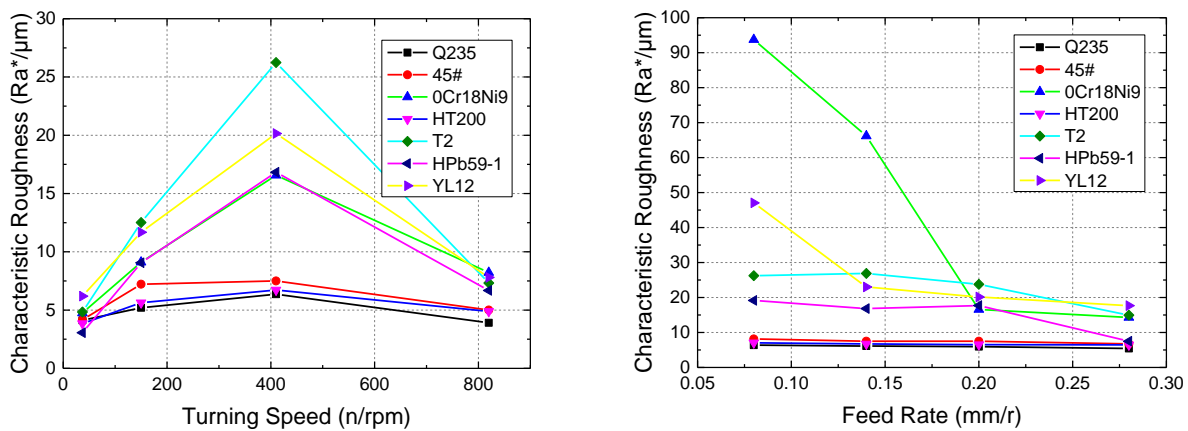 Characteristic Roughness (Ra*/μm)
30
25
20
15
10
5
0
0
200
400
600
800
Turning Speed (n/rpm)
Q235
45#
0Cr18Ni9
HT200
T2
HPb59-1
YL12
Characteristic Roughness (Ra*/μm)
100
90
80
70
60
50
40
30
20
10
0
0.05
0.10
0.15
0.20
0.25
0.30
Feed Rate (mm/r)
Q235
45#
0Cr18Ni9
HT200
T2
HPb59-1
YL12